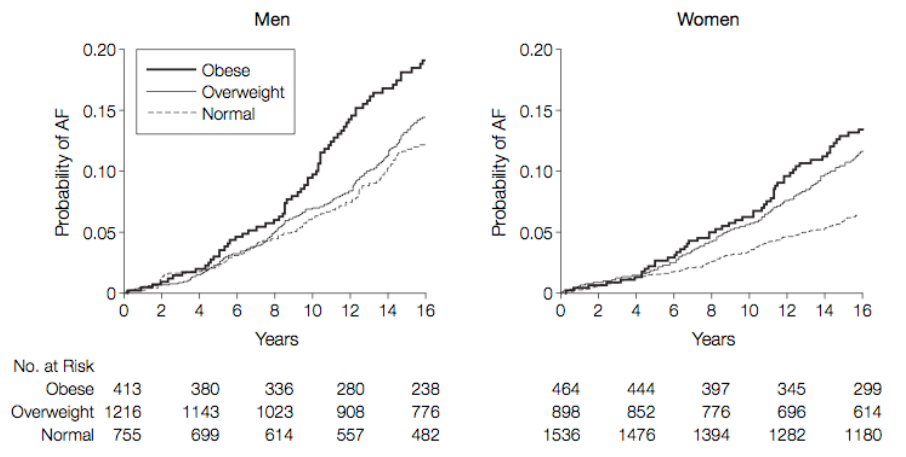 Men
Women
0.20
0.15
0.10
0.05
0
Probability of AF
Obese
Overweight
Normal
0 2 4 6 8 10 12 14 16
Years
0.20
0.15
0.10
0.05
0
Probability of AF
0 2 4 6 8 10 12 14 16
Years
No. at Risk
Obese 413 380 336 280 238 464 444 397 345 299
Overweight 1216 1143 1023 908 776 898 852 776 696 614
Normal 755 699 614 557 482 1536 1476 1394 1282 1180